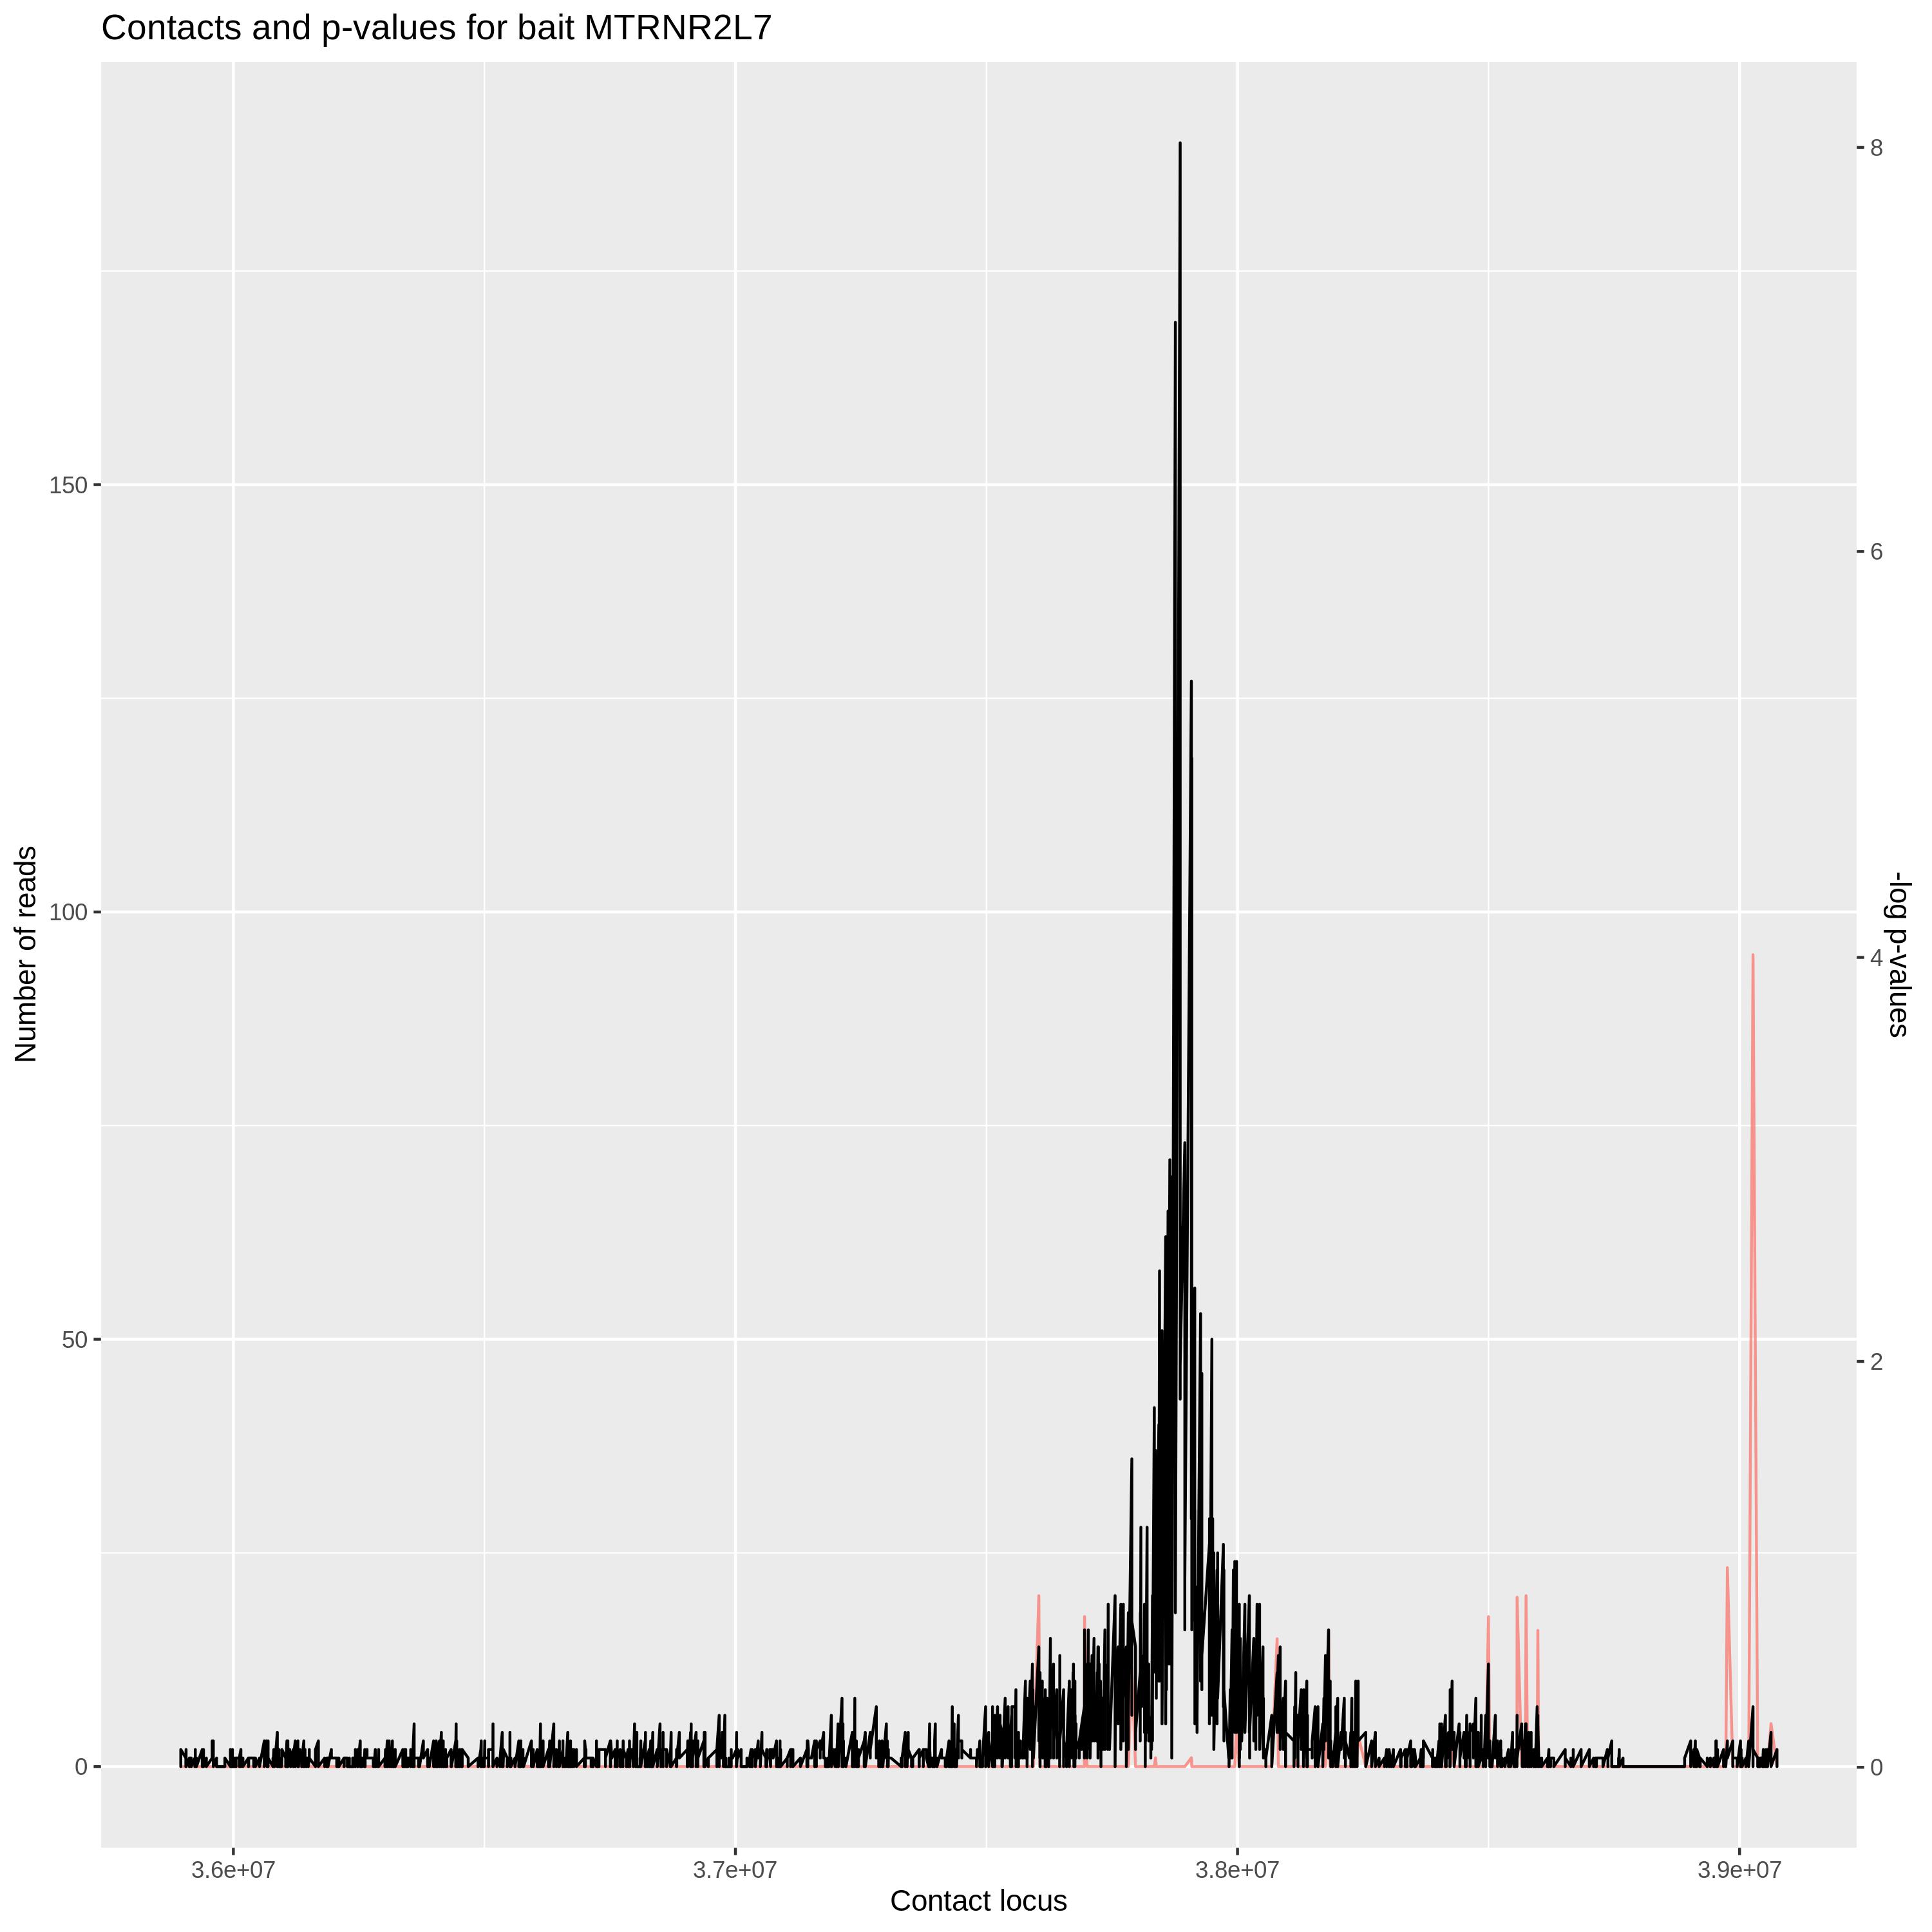 Contacts and p-values for bait MTRNR2L7
150
100
50
0
Number of reads
8
6
4
2
0
-log p-values
3.6e+07 3.7e+07 3.8e+07 3.9e+07
Contact locus